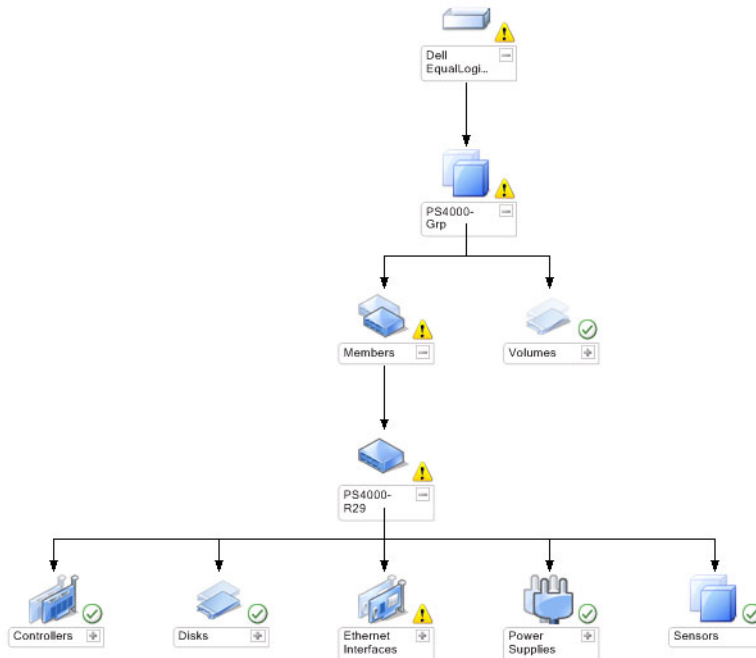 Dell
EqualLogi...
PS4000-
Grp
Members
Volumes
PS4000-
R29
Controllers
Disks
Ethernet
Interfaces
Power
Supplies
Sensors